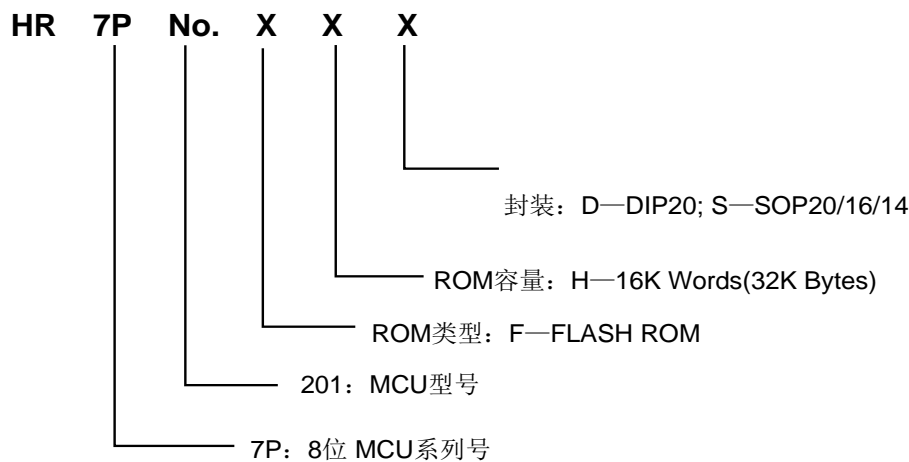 HR 7P No. X X X
封装：D—DIP20; S—SOP20/16/14
ROM容量：H—16K Words(32K Bytes)
ROM类型：F—FLASH ROM
201：MCU型号
7P：8位 MCU系列号